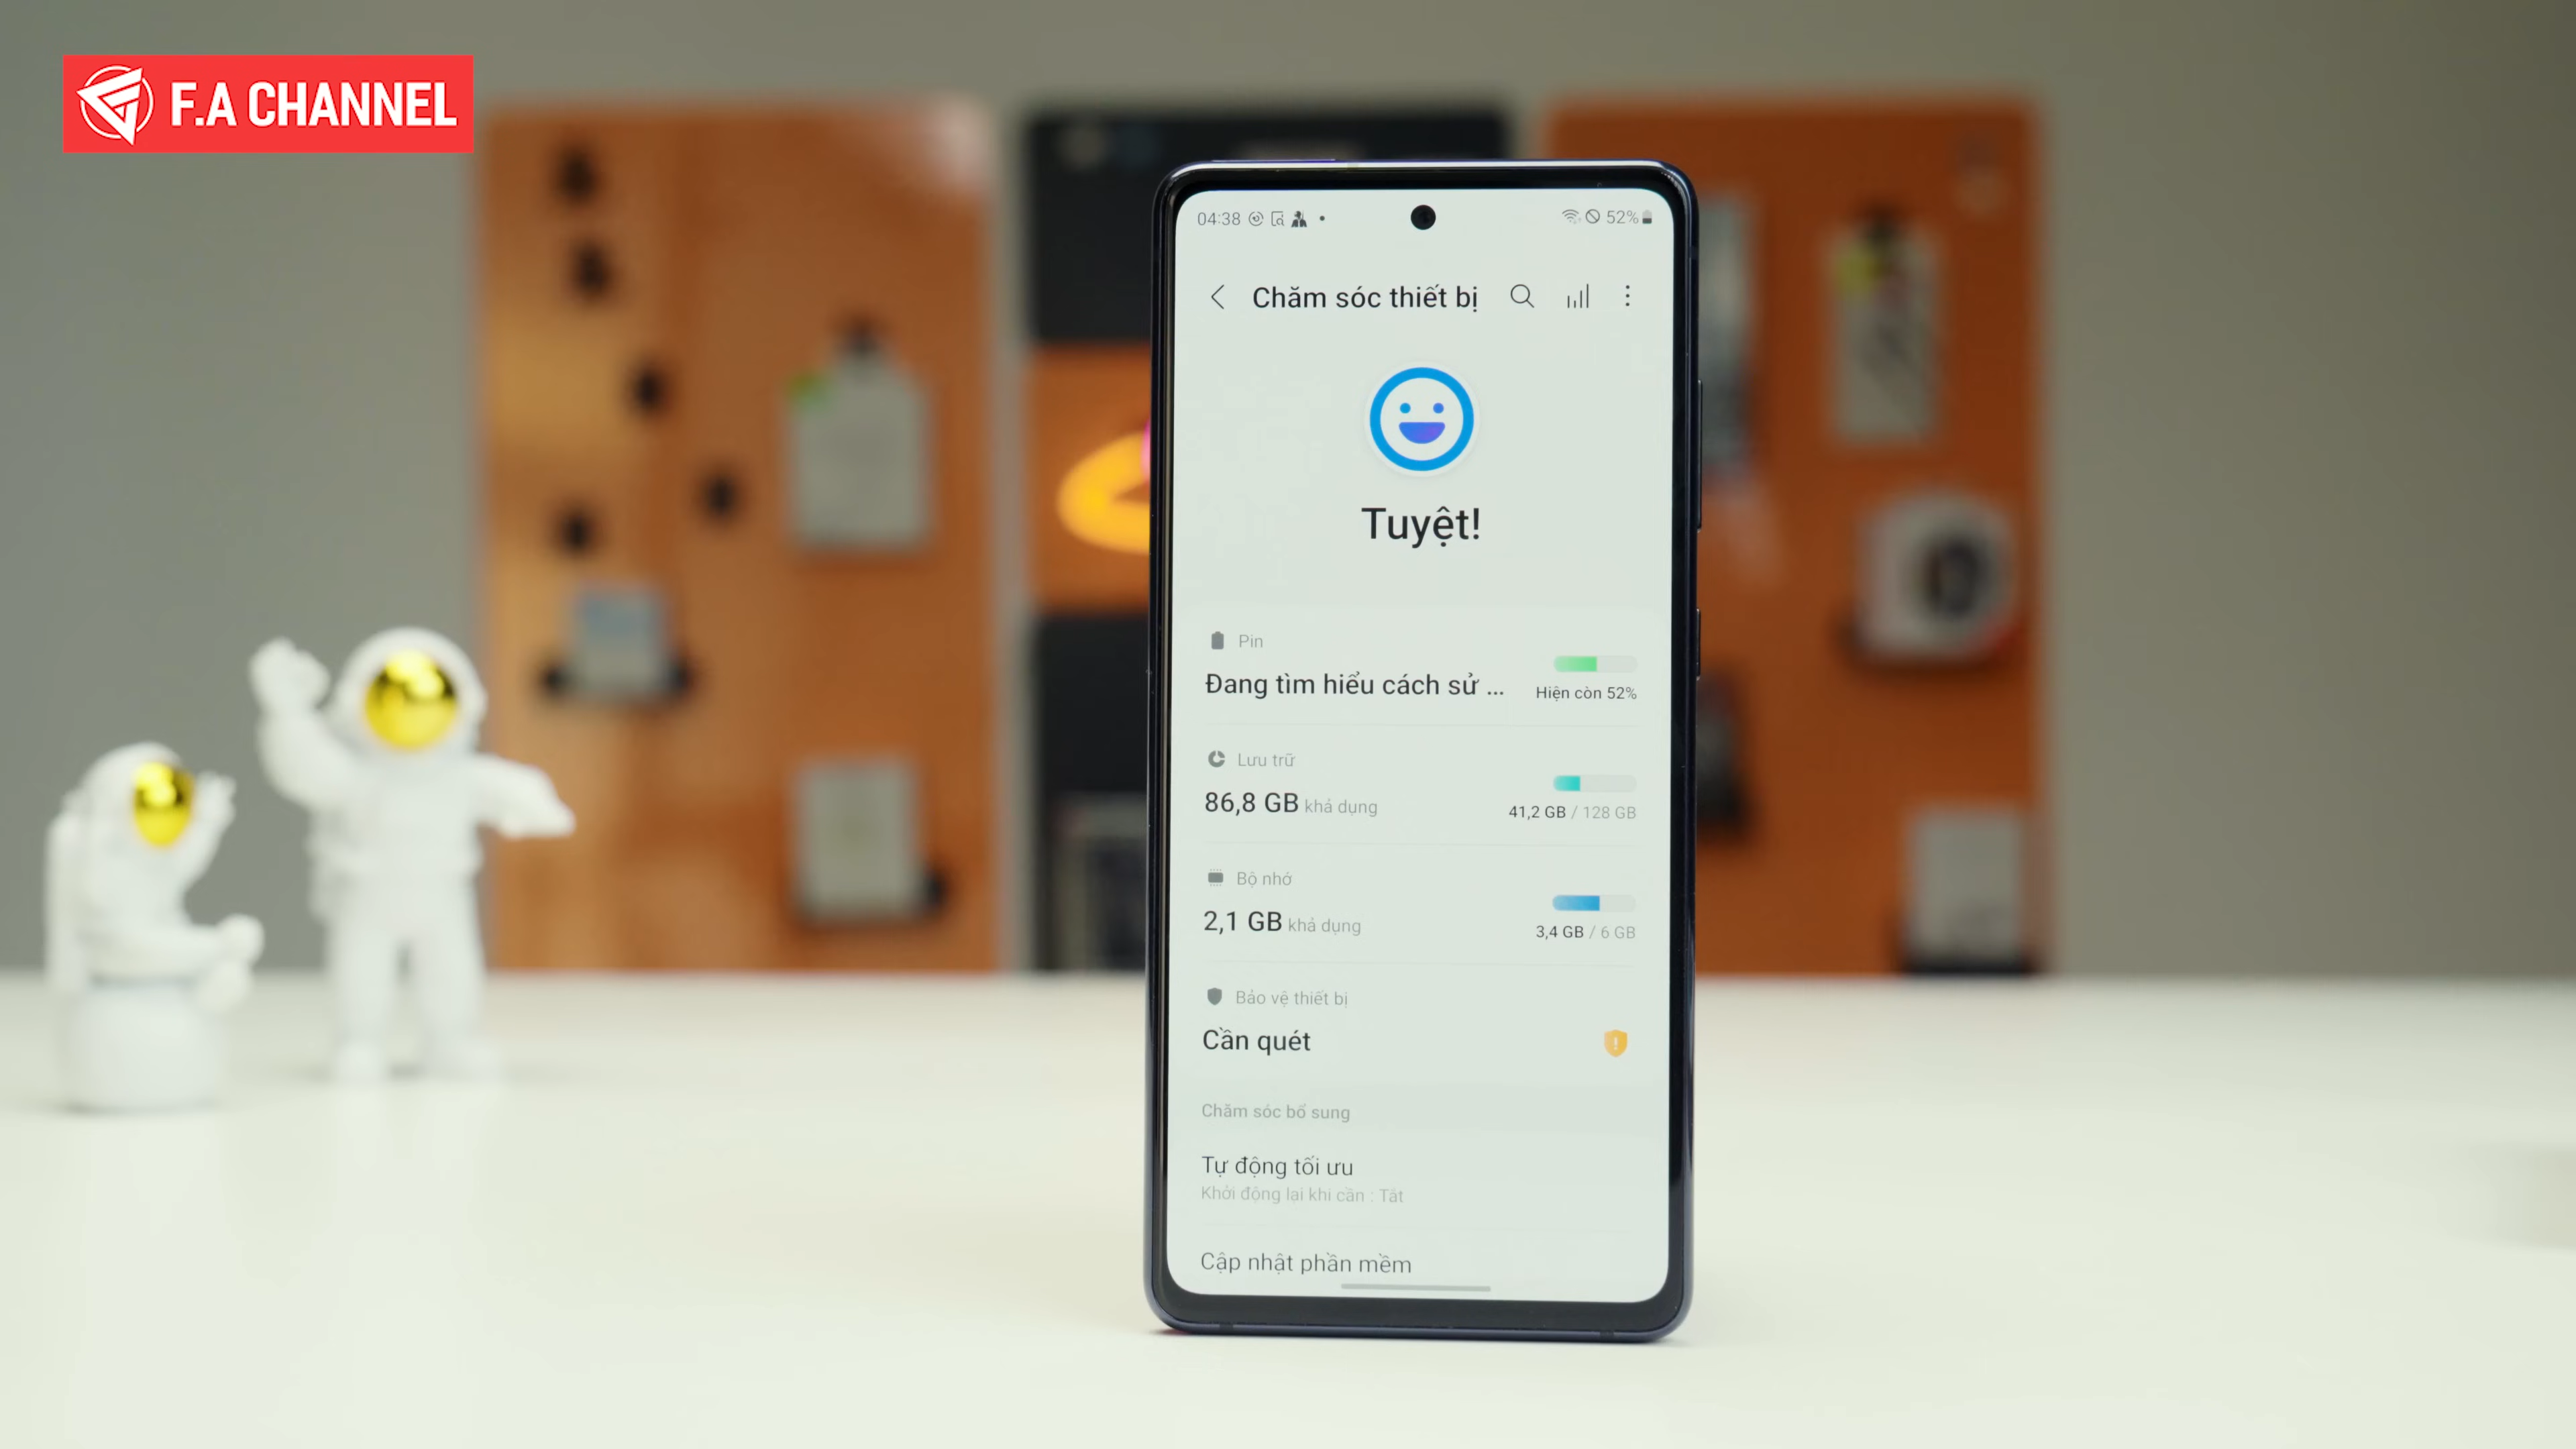 F.A CHANNEL
04:38
52%
Chăm sóc thiết bị
Tuyệt!
Pin
Đang tìm hiểu cách sử ...
Hiện còn 52%
Lưu trữ
86,8 GB khả dụng
41,2 GB / 128 GB
Bộ nhớ
2,1 GB khả dụng
3,4 GB / 6 GB
Bảo vệ thiết bị
Cần quét
Chăm sóc bổ sung
Tự động tối ưu
Khởi động lại khi cần : Tắt
Cập nhật phần mềm